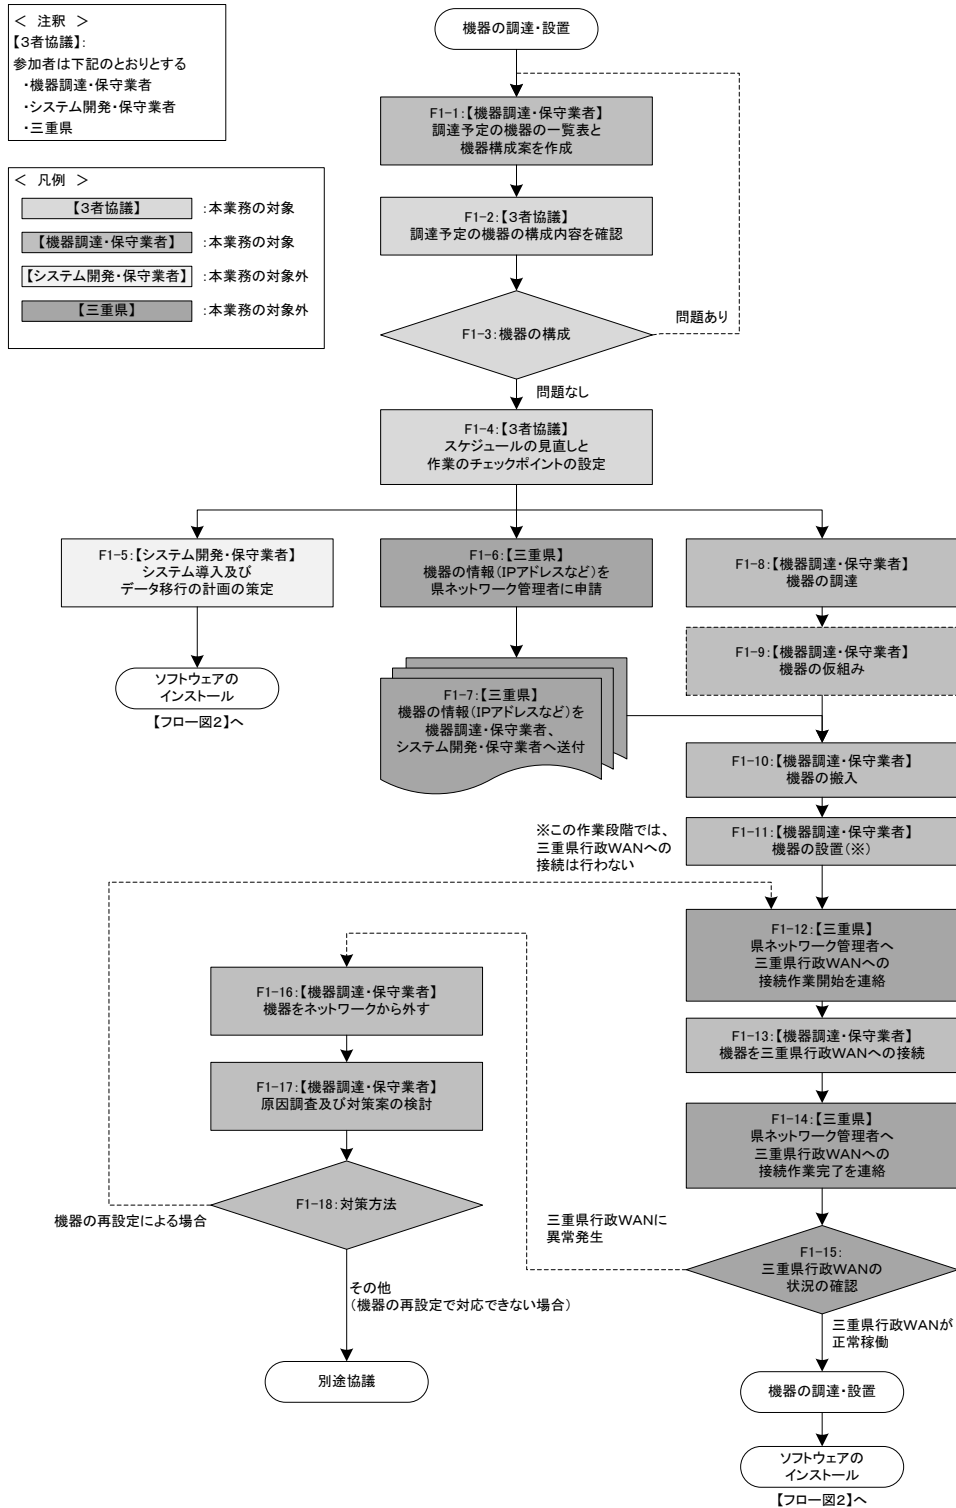 ＜ 注釈 ＞
【３者協議】:
参加者は下記のとおりとする
・機器調達・保守業者
・システム開発・保守業者
・三重県
＜ 凡例 ＞
【３者協議】 :本業務の対象
【機器調達・保守業者】 :本業務の対象
【システム開発・保守業者】 :本業務の対象外
【三重県】 :本業務の対象外
機器の調達・設置
F1-1:【機器調達・保守業者】
調達予定の機器の一覧表と
機器構成案を作成
F1-2:【３者協議】
調達予定の機器の構成内容を確認
F1-3:機器の構成
問題あり
問題なし
F1-4:【３者協議】
スケジュールの見直しと
作業のチェックポイントの設定
F1-5:【システム開発・保守業者】
システム導入及び
データ移行の計画の策定
ソフトウェアの
インストール
【フロー図2】へ
F1-6:【三重県】
機器の情報(IPアドレスなど)を
県ネットワーク管理者に申請
F1-7:【三重県】
機器の情報(IPアドレスなど)を
機器調達・保守業者、
システム開発・保守業者へ送付
F1-8:【機器調達・保守業者】
機器の調達
F1-9:【機器調達・保守業者】
機器の仮組み
F1-10:【機器調達・保守業者】
機器の搬入
F1-11:【機器調達・保守業者】
機器の設置(※)
※この作業段階では、
三重県行政WANへの
接続は行わない
F1-12:【三重県】
県ネットワーク管理者へ
三重県行政WANへの
接続作業開始を連絡
F1-13:【機器調達・保守業者】
機器を三重県行政WANへの接続
F1-14:【三重県】
県ネットワーク管理者へ
三重県行政WANへの
接続作業完了を連絡
F1-15:
三重県行政WANの
状況の確認
三重県行政WANに
異常発生
三重県行政WANが
正常稼働
F1-16:【機器調達・保守業者】
機器をネットワークから外す
F1-17:【機器調達・保守業者】
原因調査及び対策案の検討
F1-18:対策方法
機器の再設定による場合
その他
(機器の再設定で対応できない場合)
別途協議
機器の調達・設置
ソフトウェアの
インストール
【フロー図2】へ